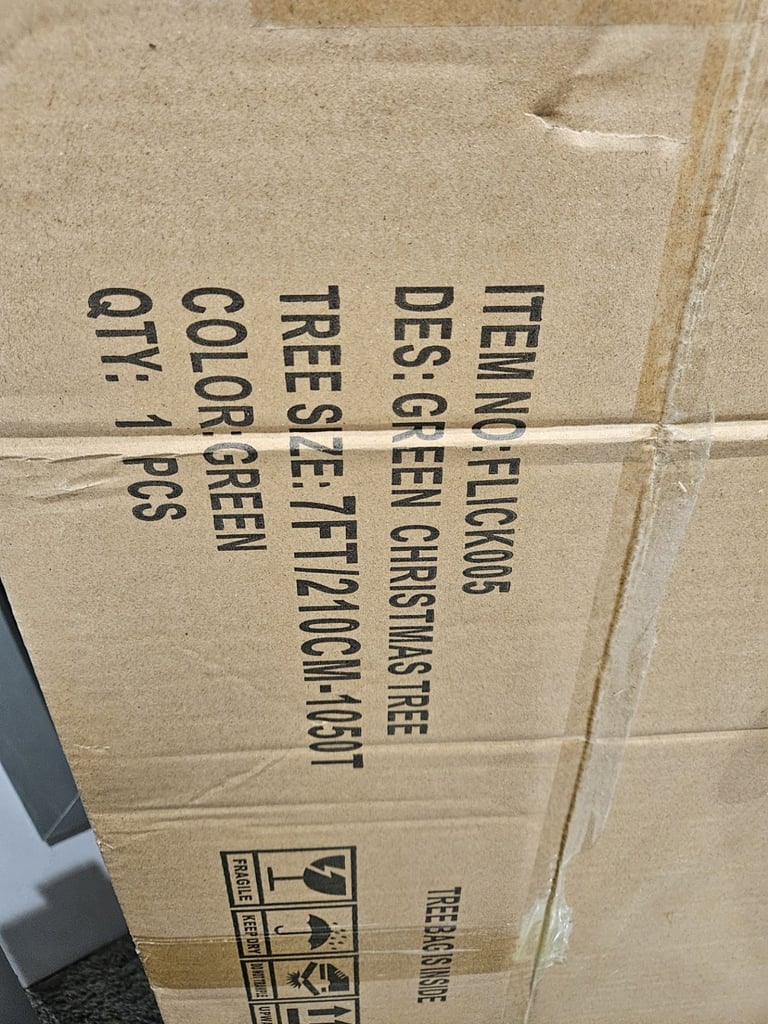 ITEM NO:FLICK005
DES: GREEN CHRISTMAS TREE
TREE SIZE: 7FT/210CM-1050T
COLOR:GREEN
QTY: 1 PCS
TREE BAG IS INSIDE
FRAGILE
KEEP DRY